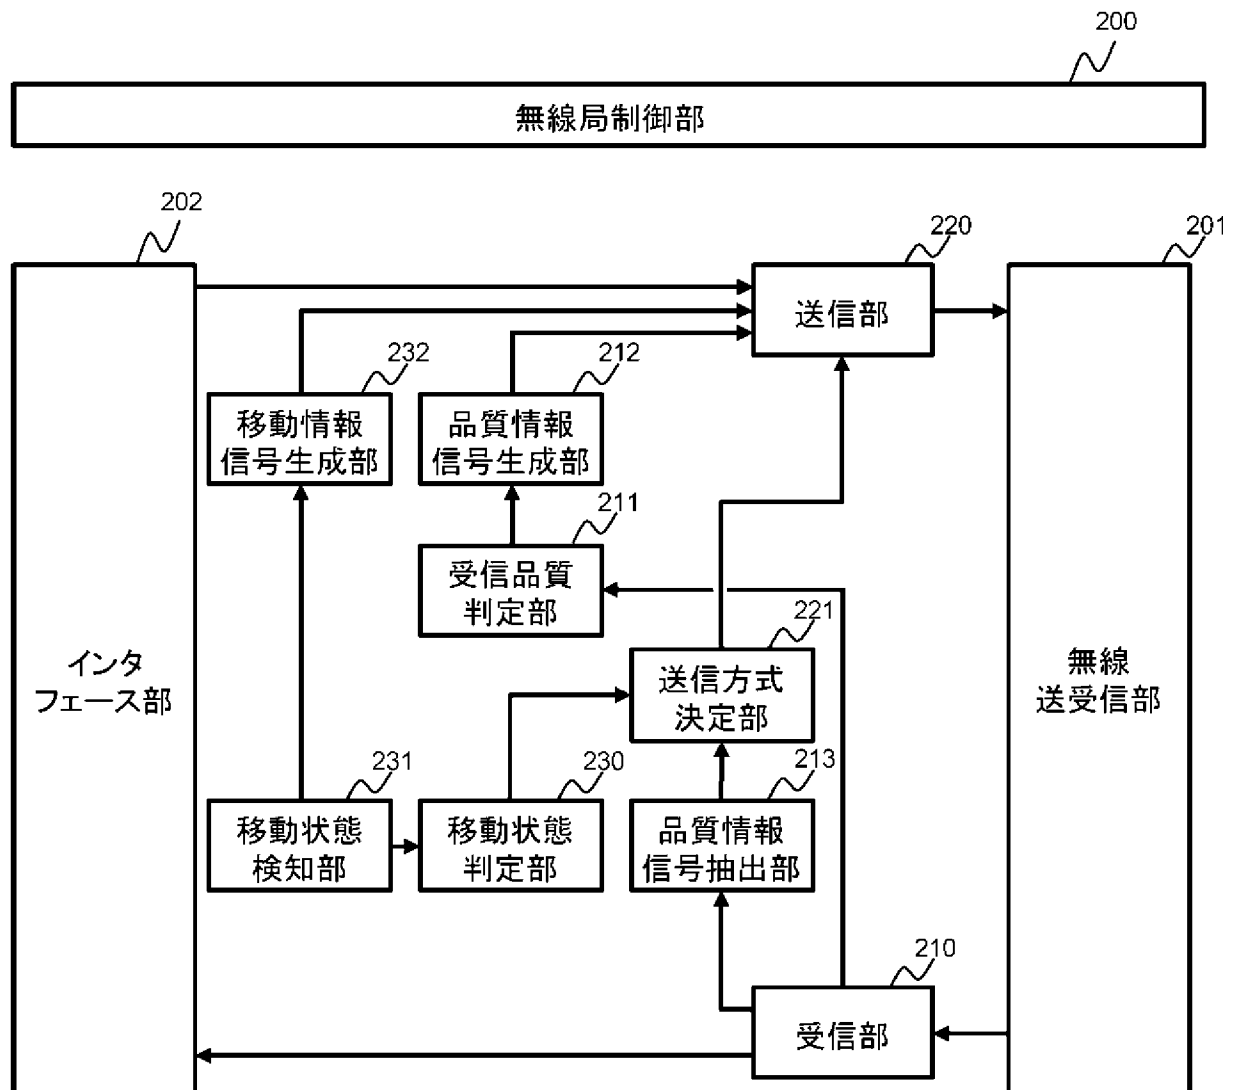 200
無線局制御部
202
220
201
送信部
232
212
移動情報
信号生成部
品質情報
信号生成部
211
受信品質
判定部
221
インタ
フェース部
送信方式
決定部
無線
送受信部
231
230
213
移動状態
検知部
移動状態
判定部
品質情報
信号抽出部
210
受信部